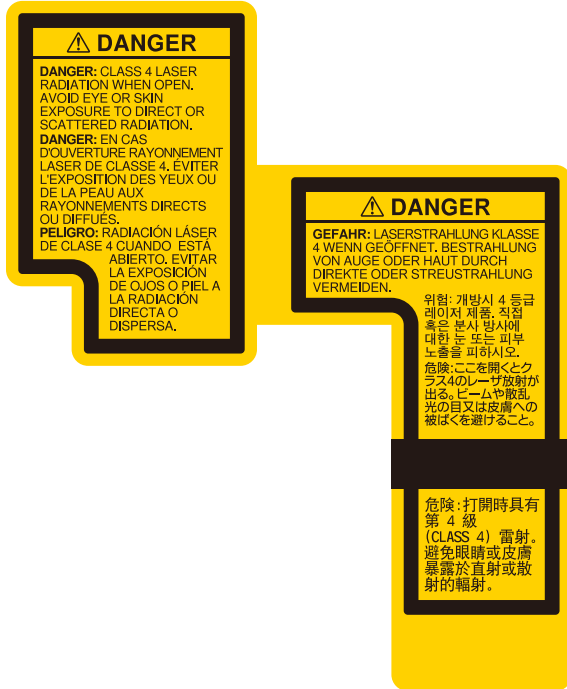 ⚠ DANGER
DANGER: CLASS 4 LASER
RADIATION WHEN OPEN.
AVOID EYE OR SKIN
EXPOSURE TO DIRECT OR
SCATTERED RADIATION.
DANGER: EN CAS
D'OUVERTURE RAYONNEMENT
LASER DE CLASSE 4. ÉVITER
L'EXPOSITION DES YEUX OU
DE LA PEAU AUX
RAYONNEMENTS DIRECTS
OU DIFFUÉS.
PELIGRO: RADIACIÓN LÁSER
DE CLASE 4 CUANDO ESTÁ
ABIERTO. EVITAR
LA EXPOSICIÓN
DE OJOS O PIEL A
LA RADIACIÓN
DIRECTA O
DISPERSA.
⚠ DANGER
GEFAHR: LASERSTRAHLUNG KLASSE
4 WENN GEÖFFNET. BESTRAHLUNG
VON AUGE ODER HAUT DURCH
DIREKTE ODER STREUSTRAHLUNG
VERMEIDEN.
위험: 개방시 4 등급
레이저 제품. 직접
혹은 분사 방사에
대한 눈 또는 피부
노출을 피하시오.
危険:ここを開くとク
ラス4のレーザ放射が
出る。ビームや散乱
光の目又は皮膚への
被ばくを避けること。
危険:打開時具有
第 4 級
(CLASS 4) 雷射。
避免眼睛或皮膚
暴露於直射或散
射的輻射。